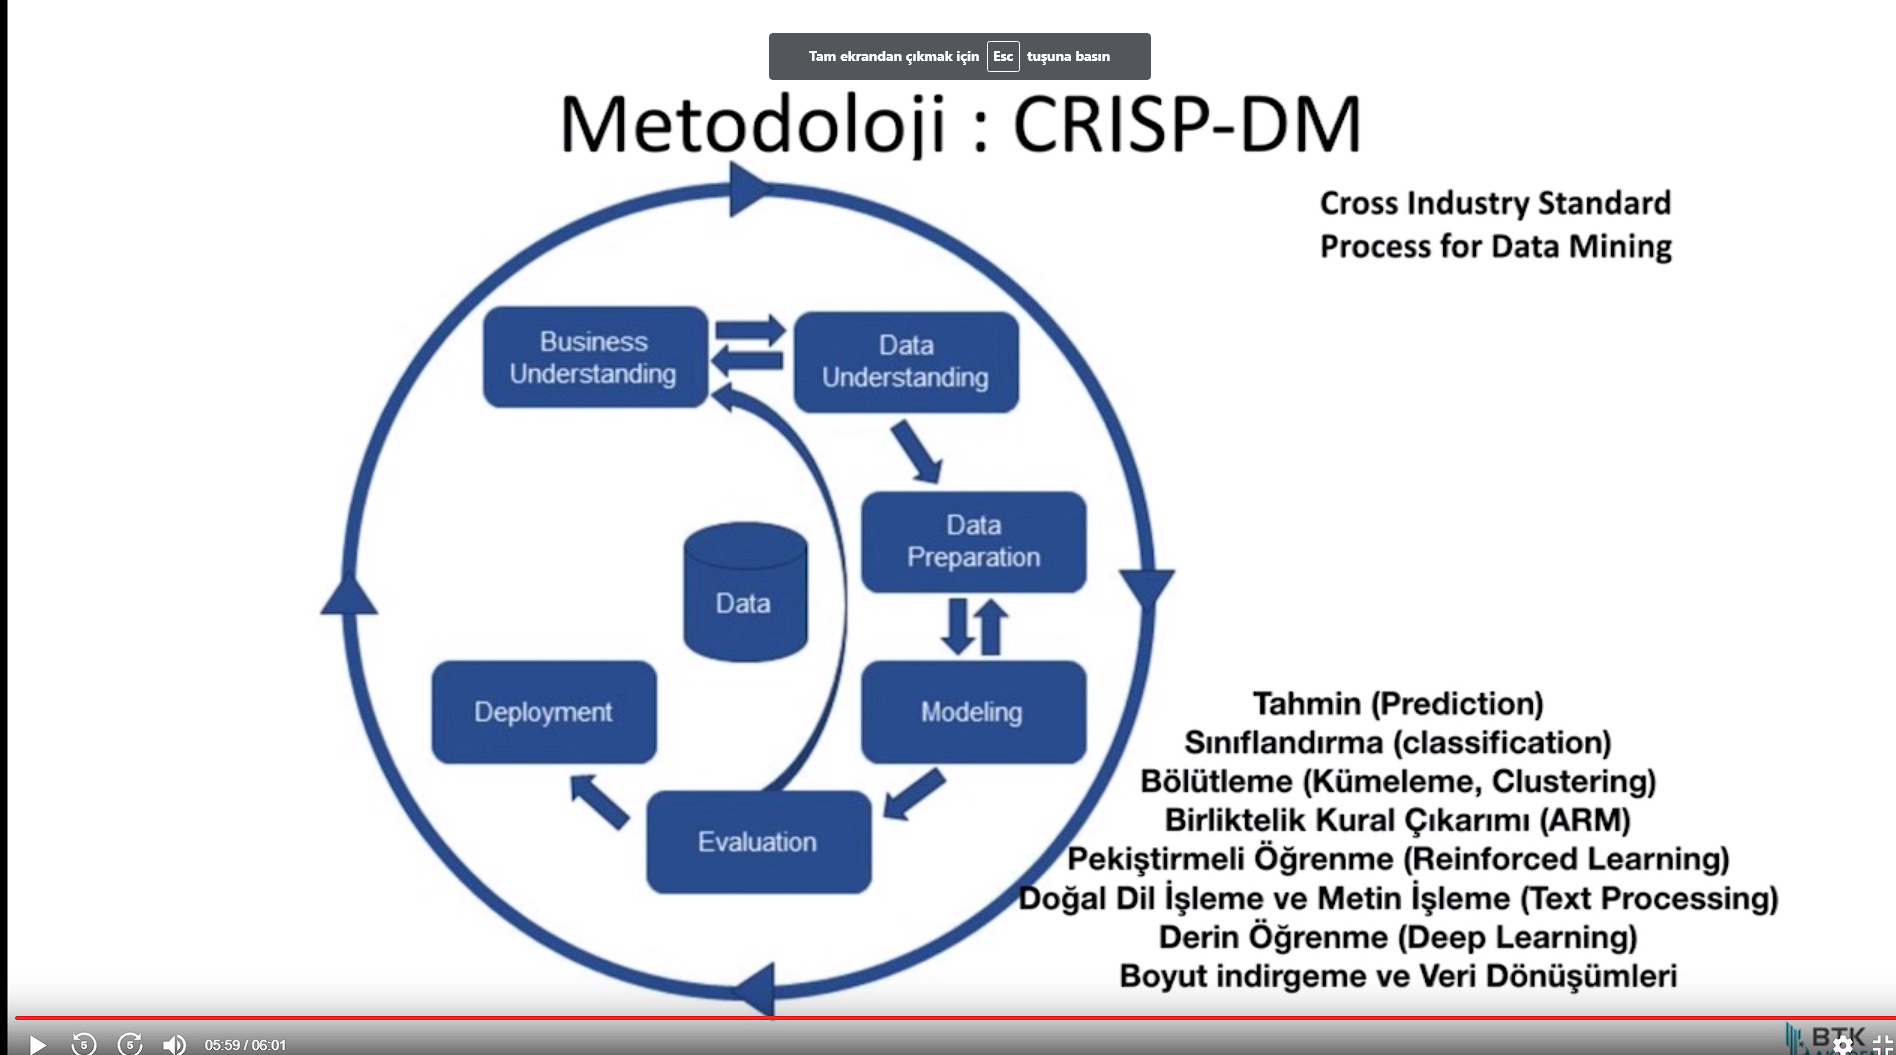 Tam ekrandan çıkmak için Esc tuşuna basın
Metodoloji : CRISP-DM
Cross Industry Standard
Process for Data Mining
Business
Understanding
Data
Understanding
Data
Preparation
Data
Deployment
Modeling
Evaluation
Tahmin (Prediction)
Sınıflandırma (classification)
Bölütleme (Kümeleme, Clustering)
Birliktelik Kural Çıkarımı (ARM)
Pekiştirmeli Öğrenme (Reinforced Learning)
Doğal Dil İşleme ve Metin İşleme (Text Processing)
Derin Öğrenme (Deep Learning)
Boyut indirgeme ve Veri Dönüşümleri
5
5
05:59 / 06:01
BTK